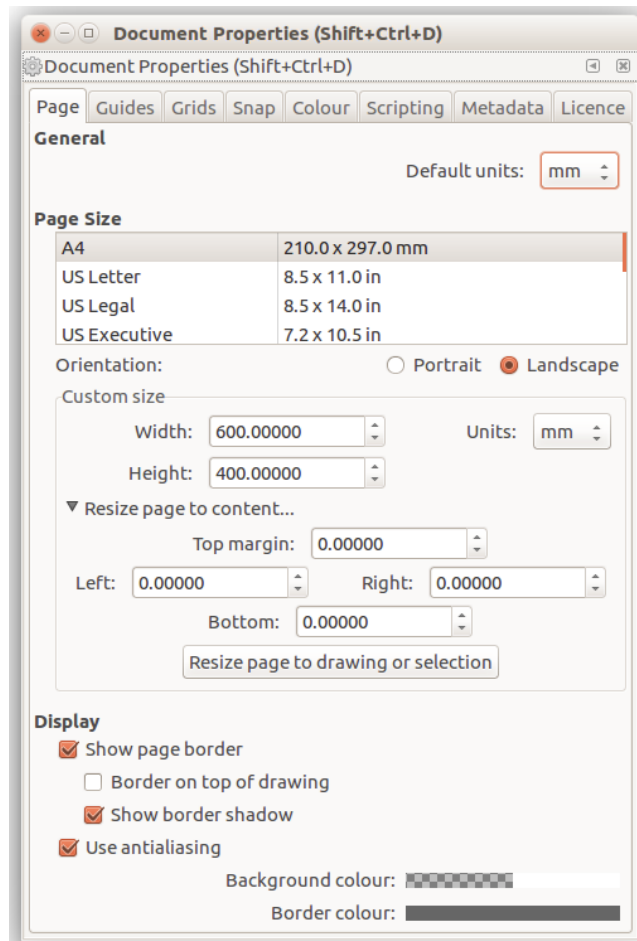 Document Properties (Shift+Ctrl+D)
Document Properties (Shift+Ctrl+D)
Page Guides Grids Snap Colour Scripting Metadata Licence
General
Default units: mm
Page Size
A4 210.0 x 297.0 mm
US Letter 8.5 x 11.0 in
US Legal 8.5 x 14.0 in
US Executive 7.2 x 10.5 in
Orientation: Portrait Landscape
Custom size
Width: 600.00000 Units: mm
Height: 400.00000
Resize page to content...
Top margin: 0.00000
Left: 0.00000 Right: 0.00000
Bottom: 0.00000
Resize page to drawing or selection
Display
Show page border
Border on top of drawing
Show border shadow
Use antialiasing
Background colour:
Border colour: